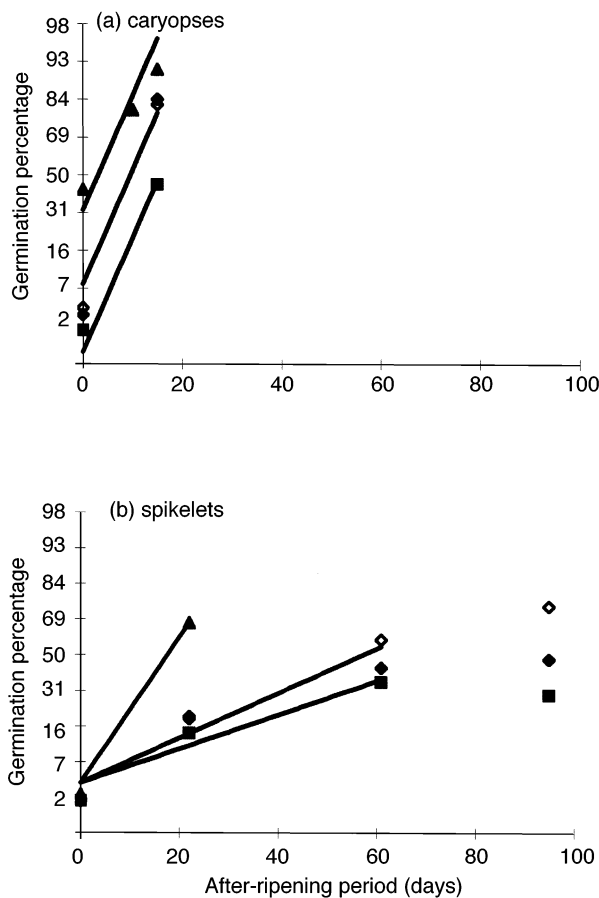 (a) caryopses
Germination percentage
98
93
84
69
50
31
16
7
2
0 20 40 60 80 100
(b) spikelets
Germination percentage
98
93
84
69
50
31
16
7
2
0 20 40 60 80 100
After-ripening period (days)